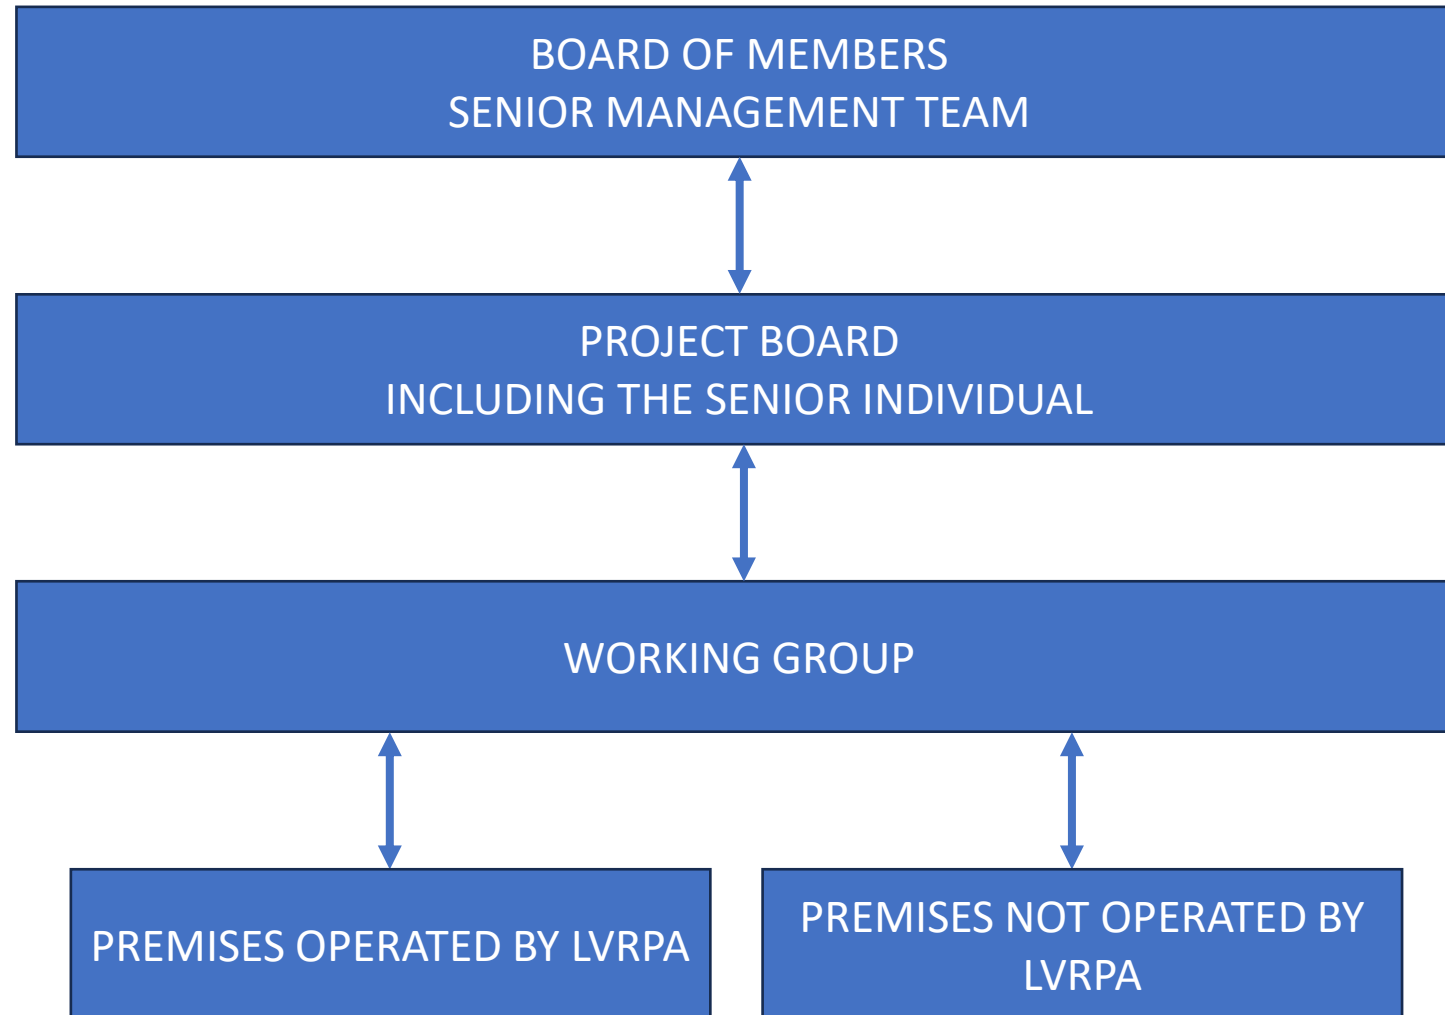 BOARD OF MEMBERS
SENIOR MANAGEMENT TEAM
PROJECT BOARD
INCLUDING THE SENIOR INDIVIDUAL
WORKING GROUP
PREMISES OPERATED BY LVRPA
PREMISES NOT OPERATED BY
LVRPA